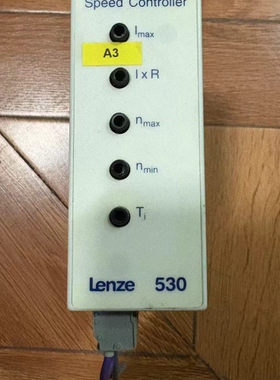 Speed Controller
Imax
A3
I x R
nmax
nmin
Ti
Lenze 530